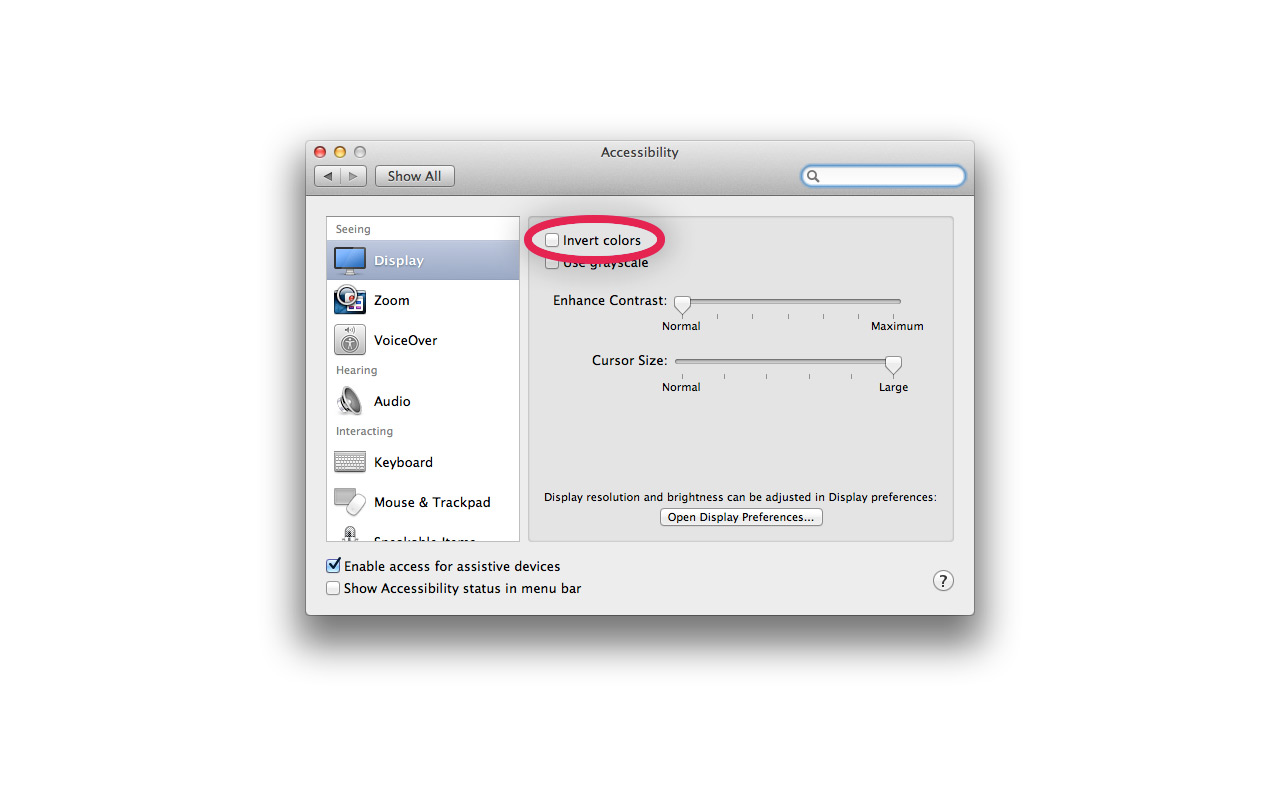 Accessibility
Show All
Seeing
Display
Zoom
VoiceOver
Hearing
Audio
Interacting
Keyboard
Mouse & Trackpad
Speakable Items
Invert colors
Use grayscale
Enhance Contrast:
Normal Maximum
Cursor Size:
Normal Large
Display resolution and brightness can be adjusted in Display preferences:
Open Display Preferences...
Enable access for assistive devices
Show Accessibility status in menu bar
?